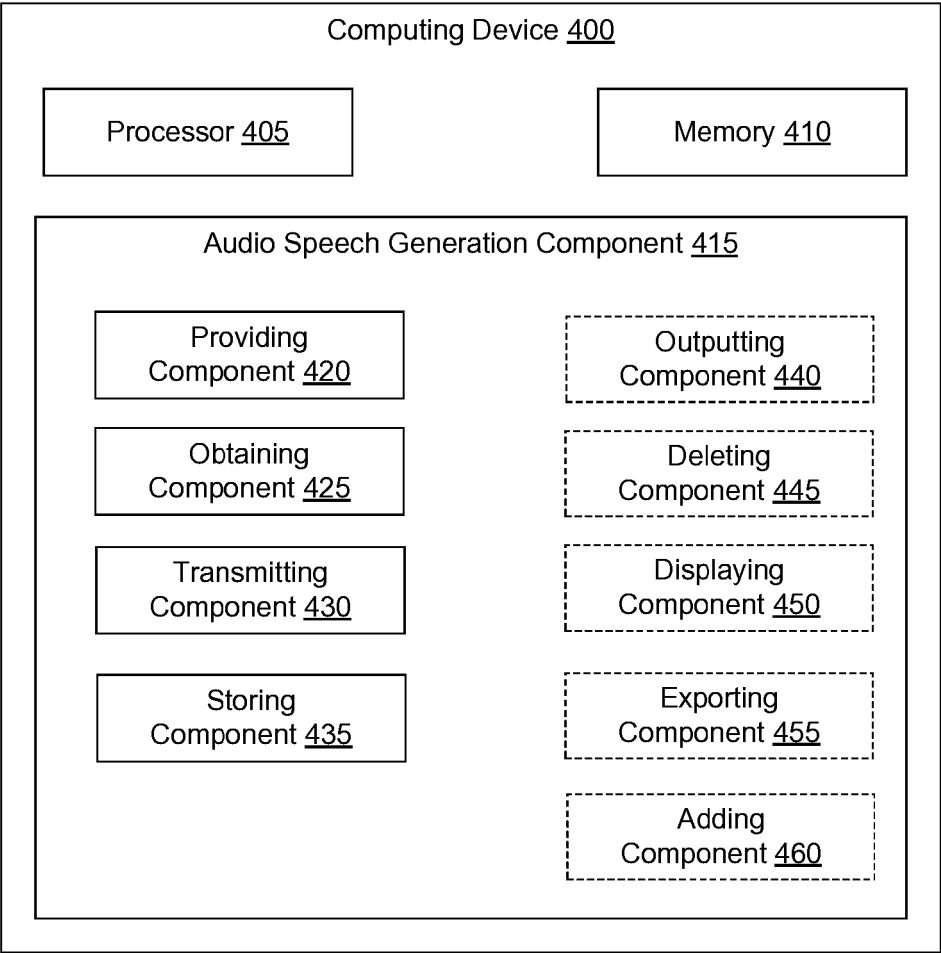 Computing Device 400
Processor 405
Memory 410
Audio Speech Generation Component 415
Providing
Component 420
Obtaining
Component 425
Transmitting
Component 430
Storing
Component 435
Outputting
Component 440
Deleting
Component 445
Displaying
Component 450
Exporting
Component 455
Adding
Component 460